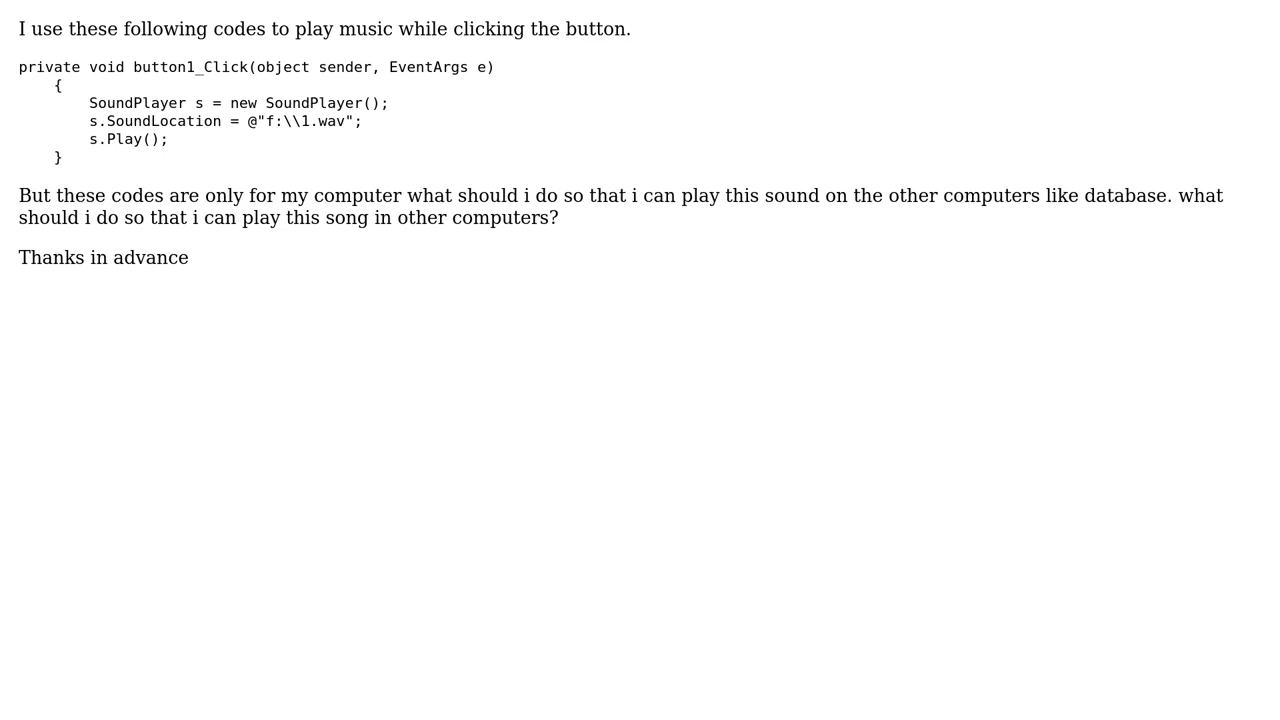 I use these following codes to play music while clicking the button.
private void button1_Click(object sender, EventArgs e)
    {
        SoundPlayer s = new SoundPlayer();
        s.SoundLocation = @"f:\\1.wav";
        s.Play();
    }
But these codes are only for my computer what should i do so that i can play this sound on the other computers like database. what
should i do so that i can play this song in other computers?
Thanks in advance